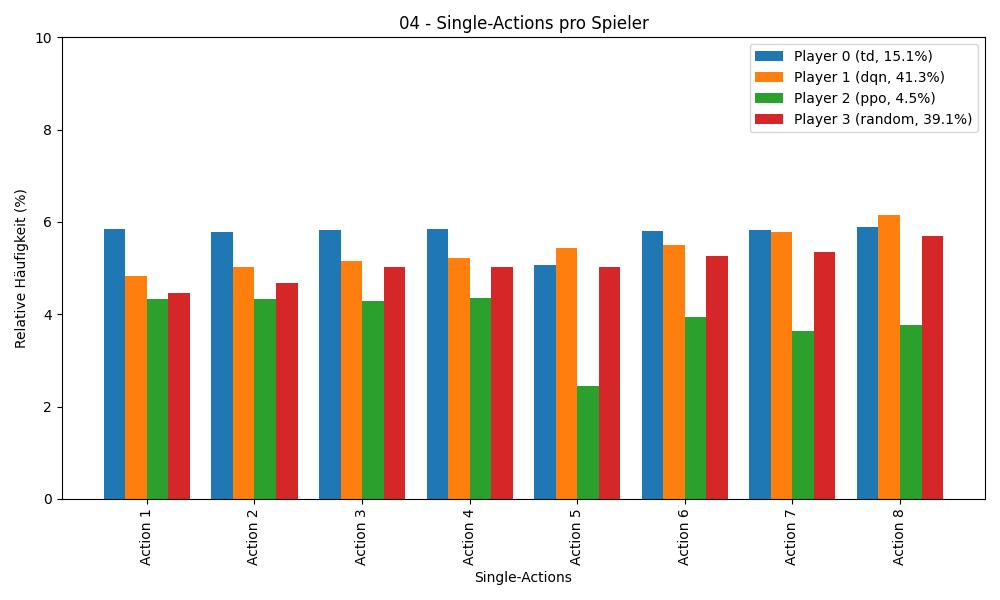 04 - Single-Actions pro Spieler
Player 0 (td, 15.1%)
Player 1 (dqn, 41.3%)
Player 2 (ppo, 4.5%)
Player 3 (random, 39.1%)
Relative Häufigkeit (%)
10
8
6
4
2
0
Action 1
Action 2
Action 3
Action 4
Action 5
Action 6
Action 7
Action 8
Single-Actions